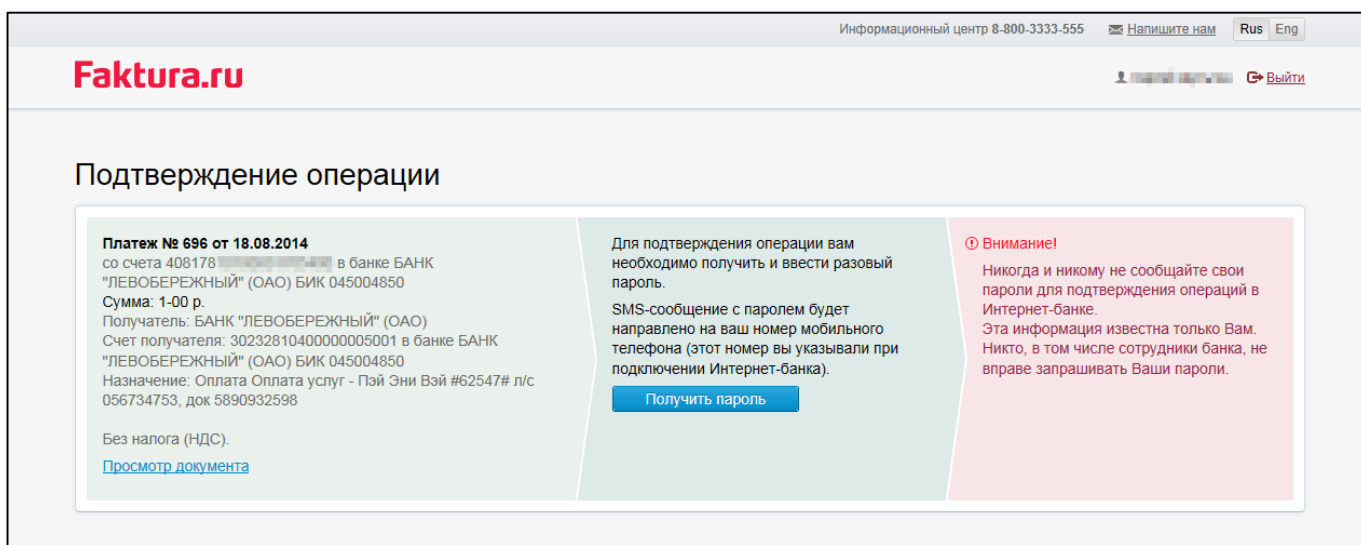 Информационный центр 8-800-3333-555 Напишите нам Rus Eng
Faktura.ru
Выйти
Подтверждение операции
Платеж № 696 от 18.08.2014
со счета 408178 в банке БАНК
"ЛЕВОБЕРЕЖНЫЙ" (ОАО) БИК 045004850
Сумма: 1-00 р.
Получатель: БАНК "ЛЕВОБЕРЕЖНЫЙ" (ОАО)
Счет получателя: 30232810400000005001 в банке БАНК
"ЛЕВОБЕРЕЖНЫЙ" (ОАО) БИК 045004850
Назначение: Оплата Оплата услуг - Пэй Эни Вэй #62547# л/с
056734753, док 5890932598
Без налога (НДС).
Просмотр документа
Для подтверждения операции вам
необходимо получить и ввести разовый
пароль.
SMS-сообщение с паролем будет
направлено на ваш номер мобильного
телефона (этот номер вы указывали при
подключении Интернет-банка).
Получить пароль
Внимание!
Никогда и никому не сообщайте свои
пароли для подтверждения операций в
Интернет-банке.
Эта информация известна только Вам.
Никто, в том числе сотрудники банка, не
вправе запрашивать Ваши пароли.